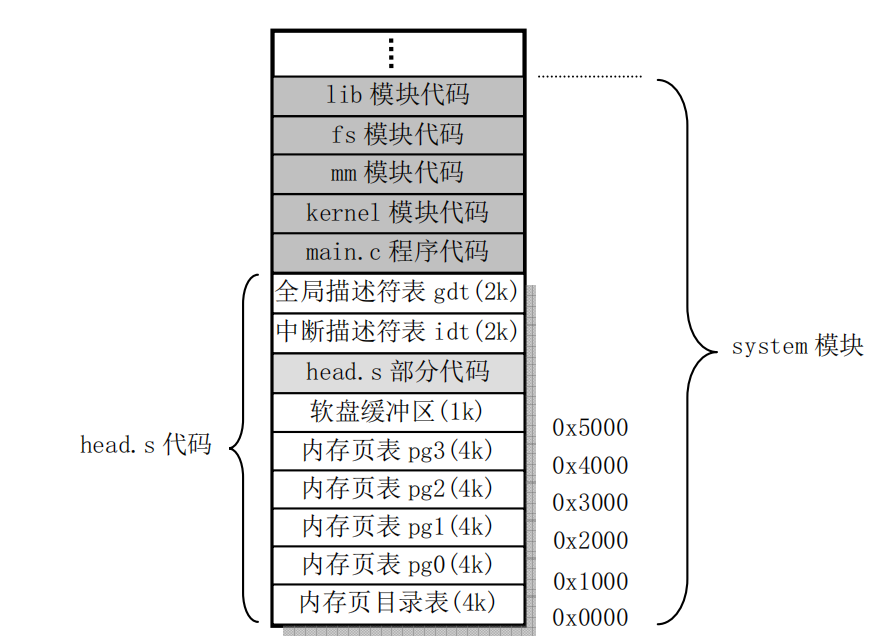 lib 模块代码
fs 模块代码
mm 模块代码
kernel 模块代码
main.c 程序代码
全局描述符表 gdt(2k)
中断描述符表 idt(2k)
system 模块
head.s 部分代码
软盘缓冲区(1k)
0x5000
head.s 代码
内存页表 pg3(4k)
0x4000
内存页表 pg2(4k)
0x3000
内存页表 pg1(4k)
0x2000
内存页表 pg0(4k)
0x1000
内存页目录表(4k)
0x0000